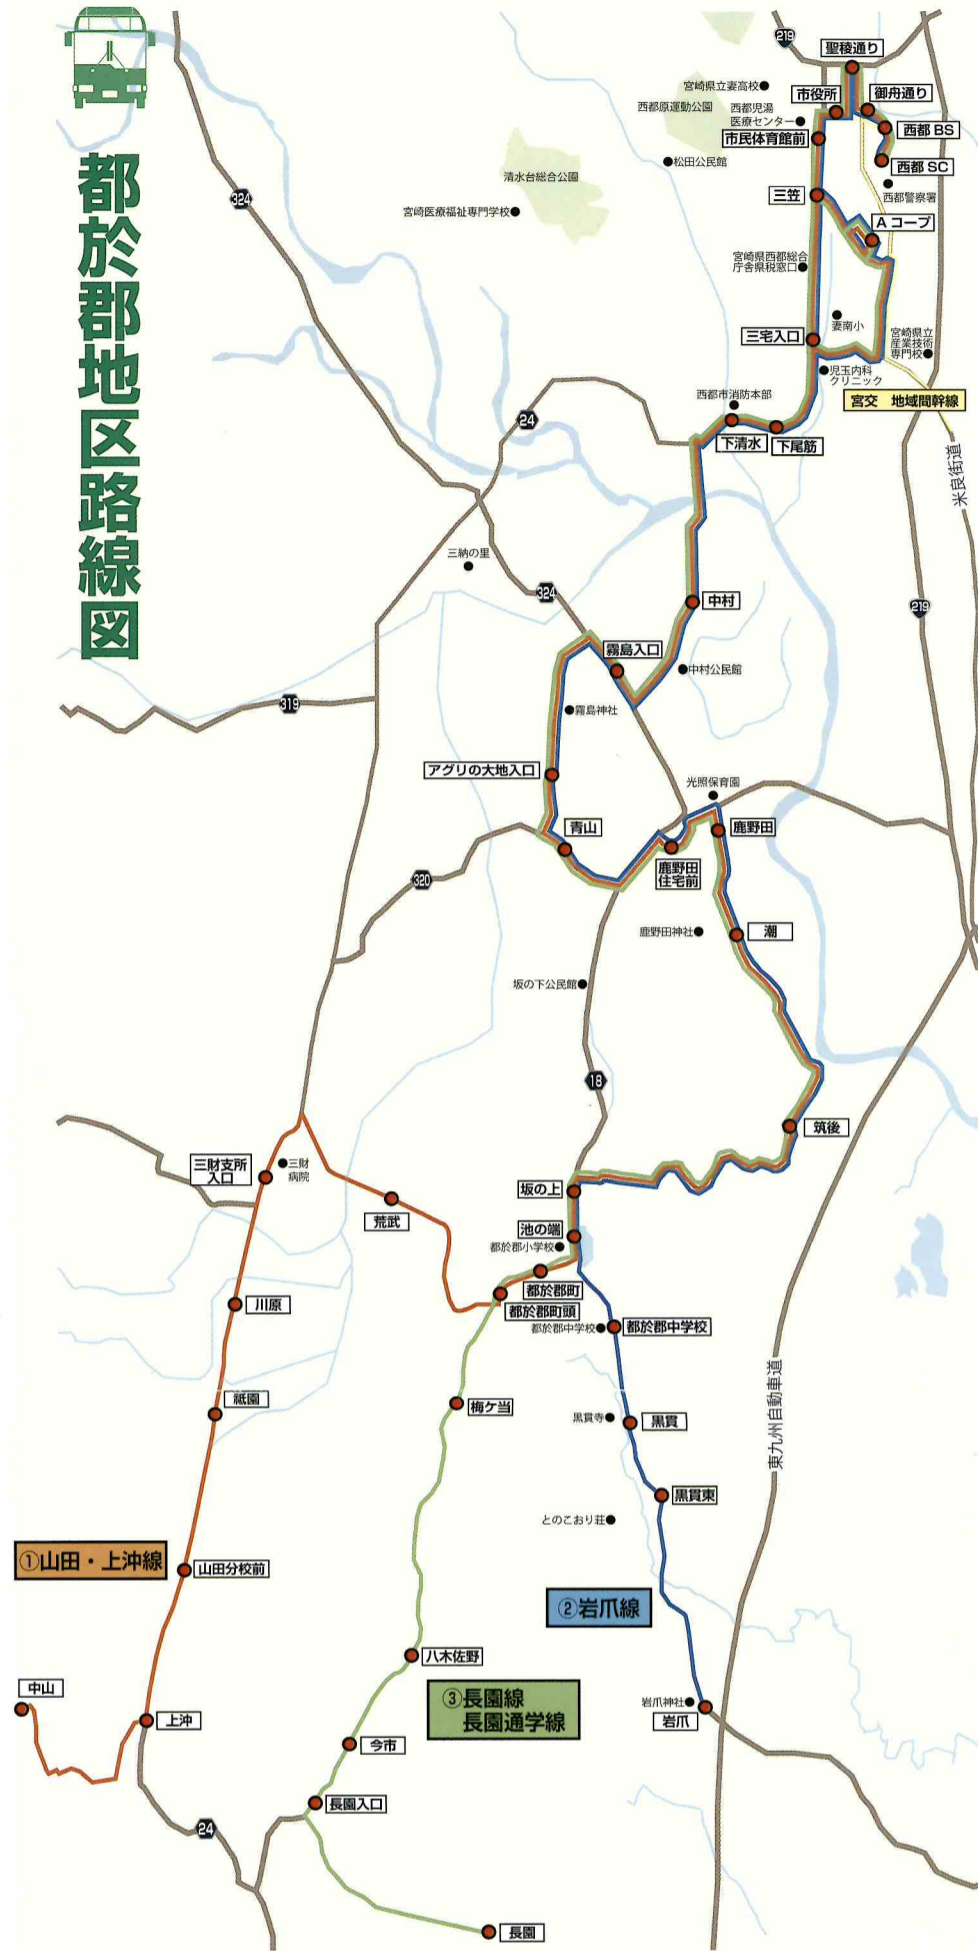 都於郡地区路線図
219
聖稜通り
宮崎県立妻高校
市役所
御舟通り
西都原運動公園
西都児湯
医療センター
西都 BS
市民体育館前
松田公民館
西都 SC
清水台総合公園
西都警察署
三笠
324
宮崎医療福祉専門学校
A コープ
宮崎県西都総合
庁舎県税窓口
妻南小
宮崎県立
産業技術
専門校
三宅入口
児玉内科
クリニック
西都市消防本部
宮交 地域間幹線
24
下清水
下尾筋
米良街道
三納の里
324
中村
219
霧島入口
中村公民館
319
霧島神社
アグリの大地入口
光照保育園
青山
鹿野田
鹿野田
住宅前
320
鹿野田神社
潮
坂の下公民館
18
筑後
三財支所
入口
三財
病院
坂の上
荒武
池の端
都於郡小学校
都於郡町
川原
都於郡町頭
都於郡中学校
都於郡中学校
東九州自動車道
祗園
梅ケ当
黒貫寺
黒貫
黒貫東
とのこおり荘
①山田・上沖線
山田分校前
②岩爪線
八木佐野
中山
③長園線
長園通学線
岩爪神社
岩爪
上沖
今市
長園入口
24
長園